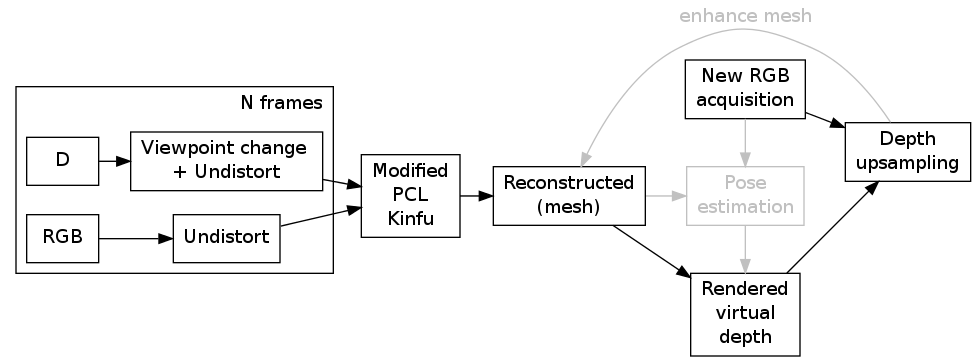 enhance mesh
N frames
D
Viewpoint change
+ Undistort
RGB
Undistort
Modified
PCL
Kinfu
Reconstructed
(mesh)
New RGB
acquisition
Pose
estimation
Rendered
virtual
depth
Depth
upsampling